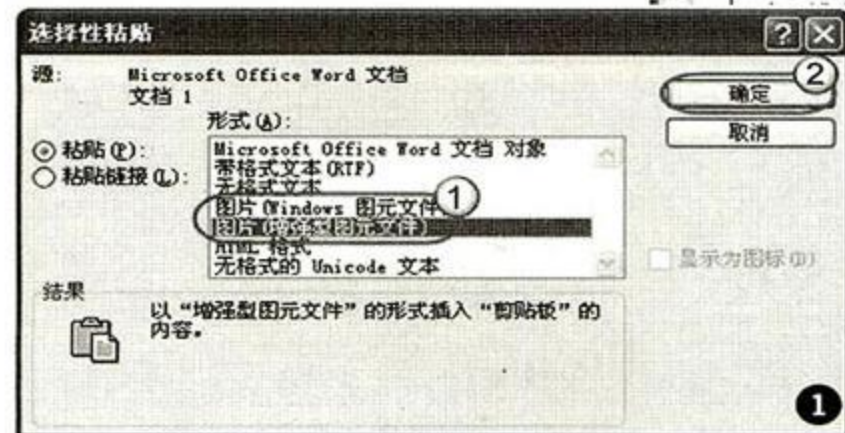 选择性粘贴
源: Microsoft Office Word 文档
文档 1
形式(A):
粘贴(P):
粘贴链接(L):
Microsoft Office Word 文档 对象
带格式文本(RTF)
无格式文本
图片(Windows 图元文件)
图片(增强型图元文件)
HTML 格式
无格式的 Unicode 文本
①
确定
②
取消
显示为图标(D)
结果
以“增强型图元文件”的形式插入“剪贴板”的
内容。
❶